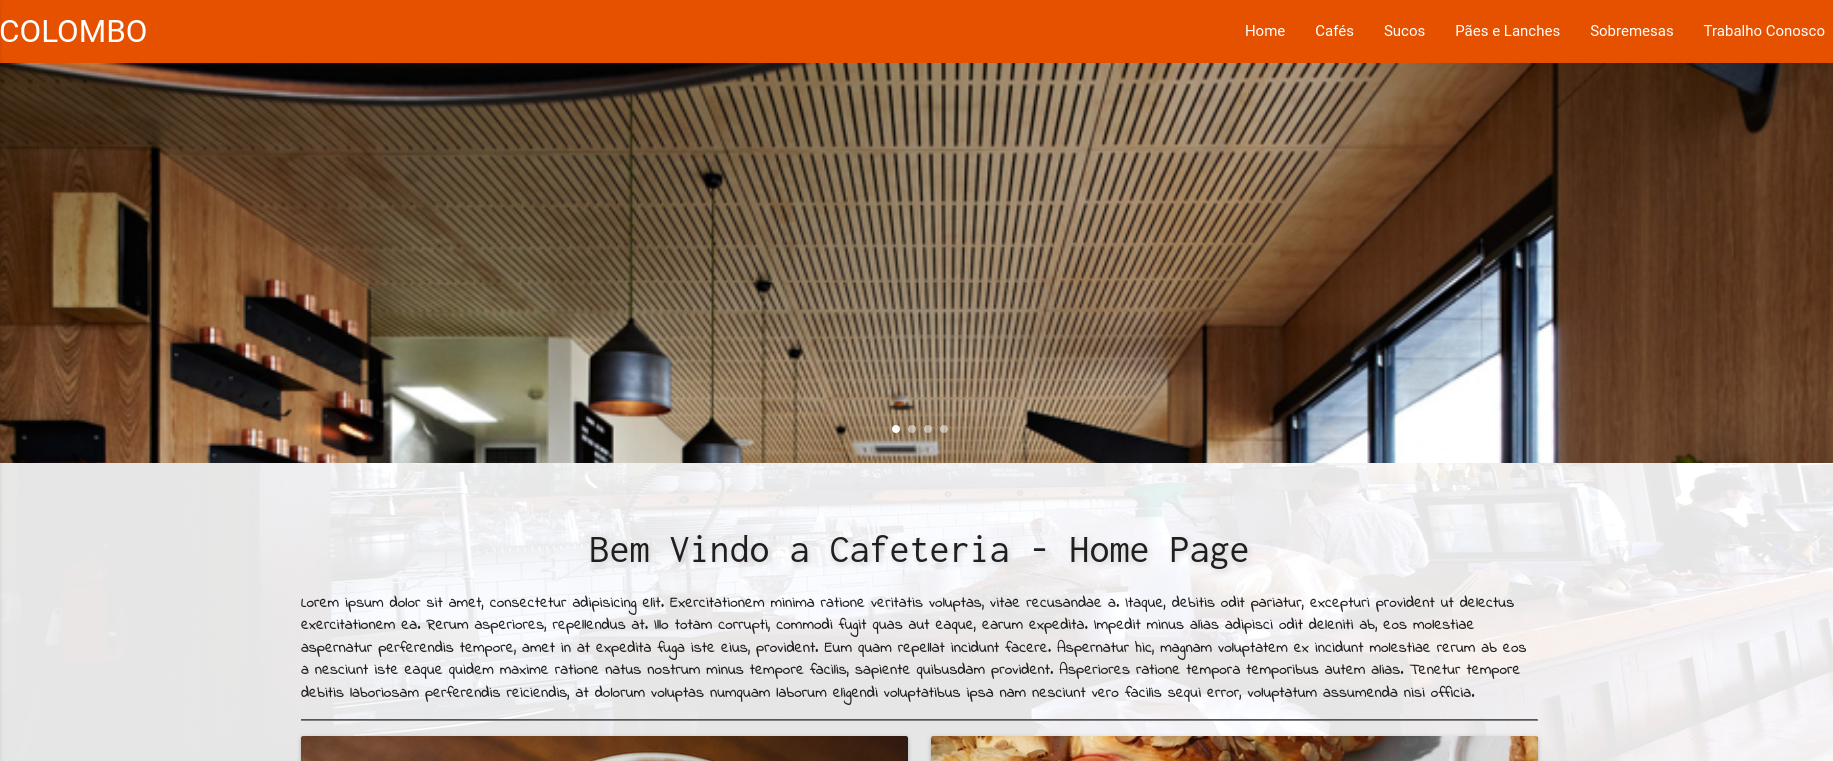 COLOMBO
Home Cafés Sucos Pães e Lanches Sobremesas Trabalho Conosco
Bem Vindo a Cafeteria - Home Page
Lorem ipsum dolor sit amet, consectetur adipisicing elit. Exercitationem minima ratione veritatis voluptas, vitae recusandae a. Itaque, debitis odit pariatur, excepturi provident ut delectus
exercitationem ea. Rerum asperiores, repellendus at. Illo totam corrupti, commodi fugit quas aut eaque, earum expedita. Impedit minus alias adipisci odit deleniti ab, eos molestiae
aspernatur perferendis tempore, amet in at expedita fuga iste eius, provident. Eum quam repellat incidunt facere. Aspernatur hic, magnam voluptatem ex incidunt molestiae rerum ab eos
a nesciunt iste eaque quidem maxime ratione natus nostrum minus tempore facilis, sapiente quibusdam provident. Asperiores ratione tempora temporibus autem alias. Tenetur tempore
debitis laboriosam perferendis reiciendis, at dolorum voluptas numquam laborum eligendi voluptatibus ipsa nam nesciunt vero facilis sequi error, voluptatum assumenda nisi officia.